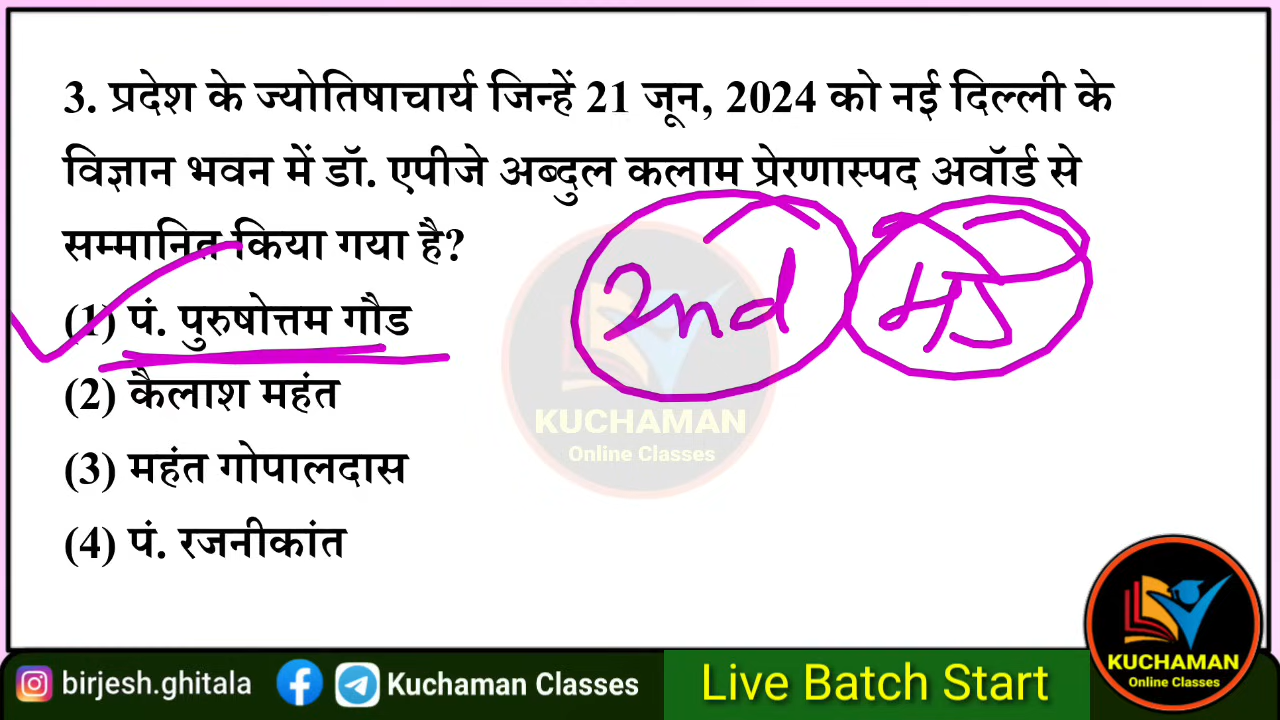 3. प्रदेश के ज्योतिषाचार्य जिन्हें 21 जून, 2024 को नई दिल्ली के
विज्ञान भवन में डॉ. एपीजे अब्दुल कलाम प्रेरणास्पद अवॉर्ड से
सम्मानित किया गया है?
(1) पं. पुरुषोत्तम गौड
(2) कैलाश महंत
(3) महंत गोपालदास
(4) पं. रजनीकांत
2nd
KUCHAMAN
Online Classes
KUCHAMAN
Online Classes
birjesh.ghitala
Kuchaman Classes
Live Batch Start